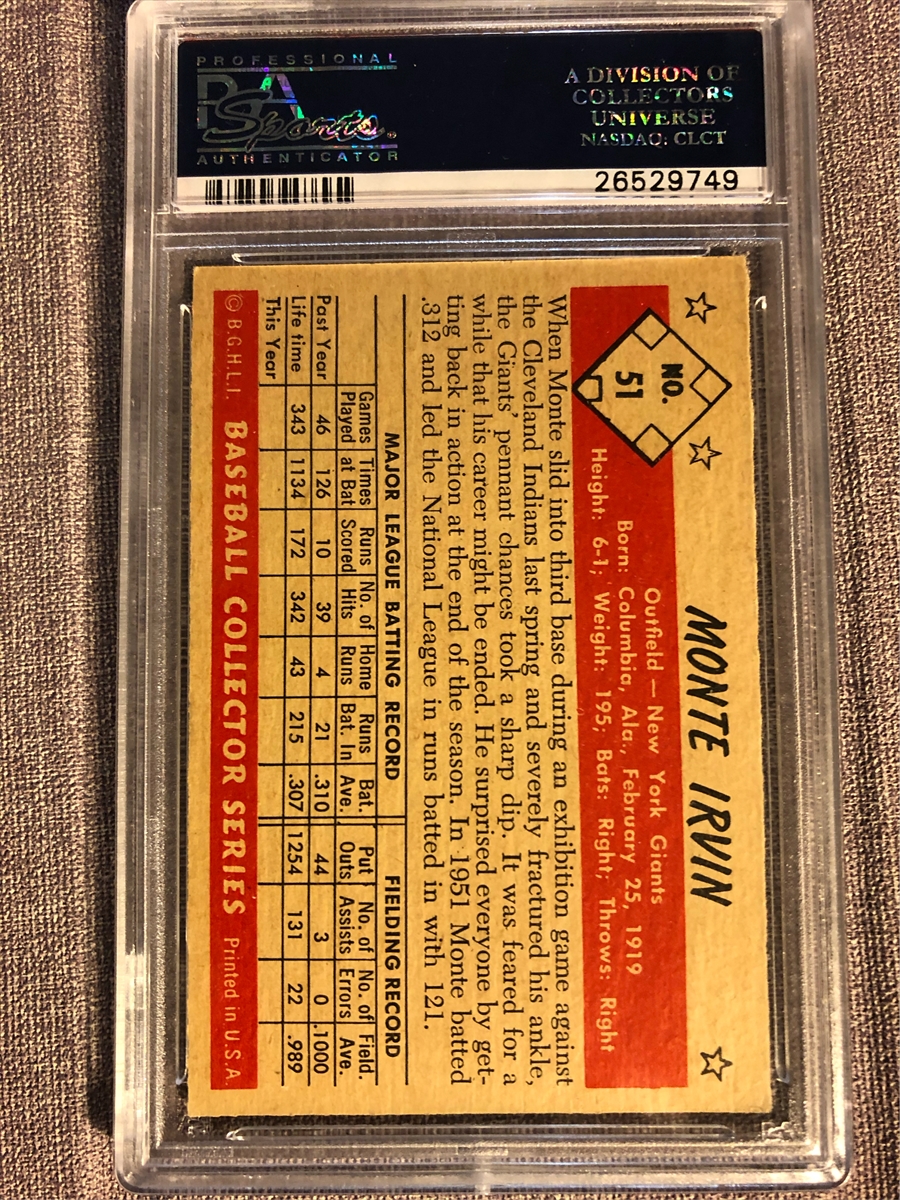 PROFESSIONAL
PSA
Sports.
AUTHENTICATOR
A DIVISION OF
COLLECTORS
UNIVERSE
NASDAQ: CLCT
26529749
MONTE IRVIN
NO.
51
Outfield — New York Giants
Born: Columbia, Ala., February 25, 1919
Height: 6-1; Weight: 195; Bats: Right; Throws: Right
When Monte slid into third base during an exhibition game against
the Cleveland Indians last spring and severely fractured his ankle,
the Giants' pennant chances took a sharp dip. It was feared for a
while that his career might be ended. He surprised everyone by get-
ting back in action at the end of the season. In 1951 Monte batted
.312 and led the National League in runs batted in with 121.
MAJOR LEAGUE BATTING RECORD FIELDING RECORD
Games Times Runs No. of Home Runs Bat. Put No. of No. of Field.
Played at Bat Scored Hits Runs Bat. In Ave. Outs Assists Errors Ave.
Past Year 46 126 10 39 4 21 .310 44 3 0 .1000
Life time 343 1134 172 342 43 215 .307 1254 131 22 .989
This Year
© B.G.H.L.I. BASEBALL COLLECTOR SERIES Printed in U.S.A.